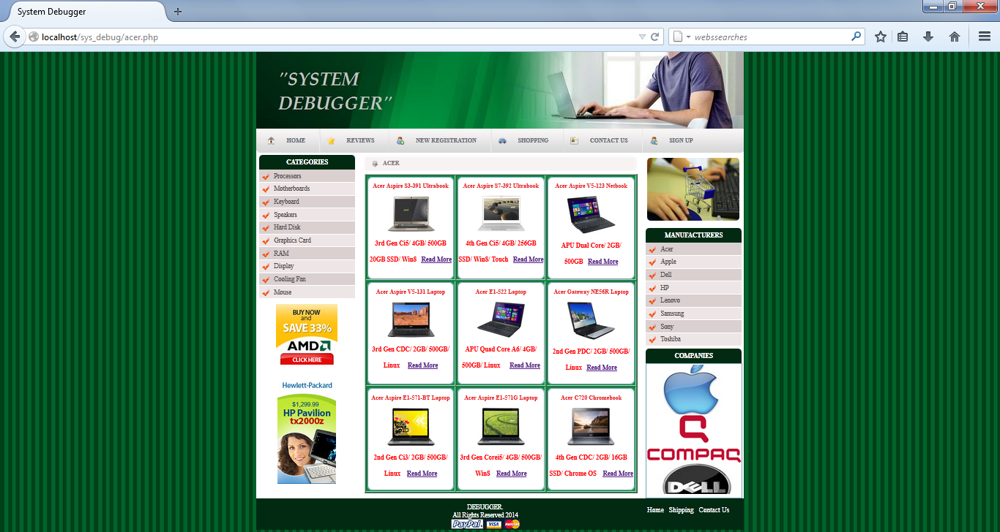 System Debugger
localhost/sys_debug/acer.php
webssearches
"SYSTEM
DEBUGGER"
HOME
REVIEWS
NEW REGISTRATION
SHOPPING
CONTACT US
SIGN UP
CATEGORIES
Processors
Motherboards
Keyboard
Speakers
Hard Disk
Graphics Card
RAM
Display
Cooling Fan
Mouse
BUY NOW
and
SAVE 33%
AMD
CLICK HERE
Hewlett-Packard
$1,299.99
HP Pavilion
tx2000z
ACER
Acer Aspire S3-391 Ultrabook
3rd Gen Ci5/ 4GB/ 500GB
20GB SSD/ Win8 Read More
Acer Aspire S7-392 Ultrabook
4th Gen Ci5/ 4GB/ 256GB
SSD/ Win8/ Touch Read More
Acer Aspire V5-123 Netbook
APU Dual Core/ 2GB/
500GB Read More
Acer Aspire V5-131 Laptop
3rd Gen CDC/ 2GB/ 500GB/
Linux Read More
Acer E1-522 Laptop
APU Quad Core A6/ 4GB/
500GB/ Linux Read More
Acer Gateway NE56R Laptop
2nd Gen PDC/ 2GB/ 500GB/
Linux Read More
Acer Aspire E1-571-BT Laptop
2nd Gen Ci3/ 2GB/ 500GB/
Linux Read More
Acer Aspire E1-571G Laptop
3rd Gen Corei5/ 4GB/ 500GB/
Win8 Read More
Acer C720 Chromebook
4th Gen CDC/ 2GB/ 16GB
SSD/ Chrome OS Read More
MANUFACTURERS
Acer
Apple
Dell
HP
Lenovo
Samsung
Sony
Toshiba
COMPANIES
COMPAQ
DELL
DEBUGGER.
All Rights Reserved 2014
PayPal VISA MasterCard
Home Shipping Contact Us